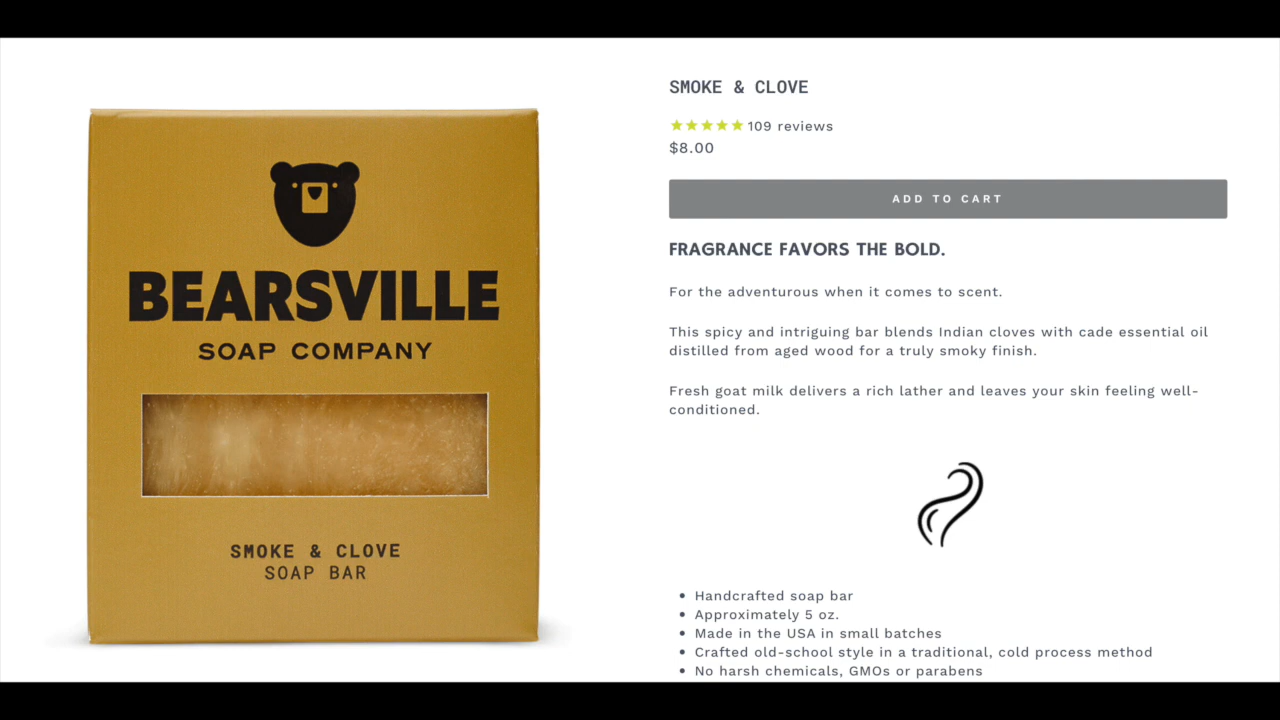 BEARSVILLE
SOAP COMPANY
SMOKE & CLOVE
SOAP BAR
SMOKE & CLOVE
109 reviews
$8.00
ADD TO CART
FRAGRANCE FAVORS THE BOLD.
For the adventurous when it comes to scent.
This spicy and intriguing bar blends Indian cloves with cade essential oil
distilled from aged wood for a truly smoky finish.
Fresh goat milk delivers a rich lather and leaves your skin feeling well-
conditioned.
Handcrafted soap bar
Approximately 5 oz.
Made in the USA in small batches
Crafted old-school style in a traditional, cold process method
No harsh chemicals, GMOs or parabens